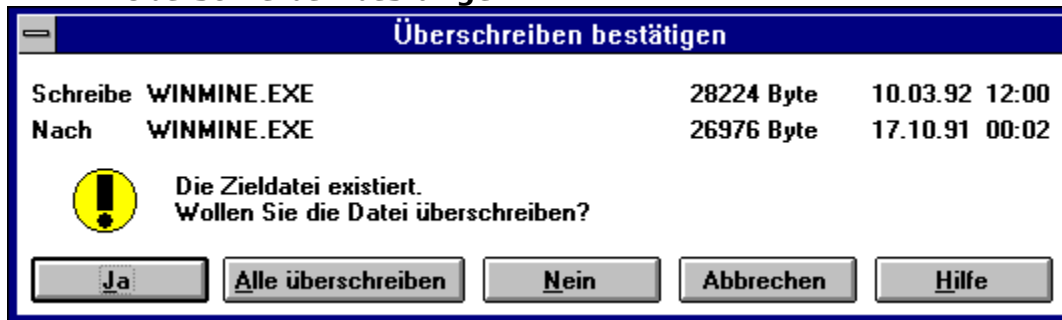 Überschreiben bestätigen
Schreibe WINMINE.EXE 28224 Byte 10.03.92 12:00
Nach WINMINE.EXE 26976 Byte 17.10.91 00:02
Die Zieldatei existiert.
Wollen Sie die Datei überschreiben?
Ja Alle überschreiben Nein Abbrechen Hilfe